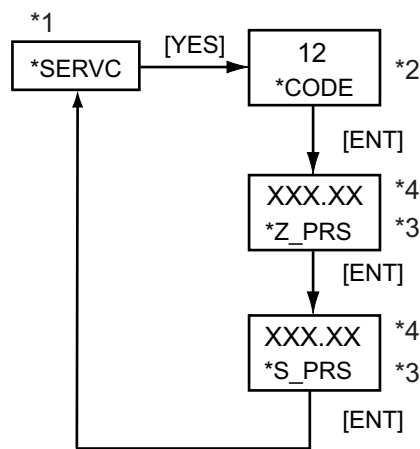 *1
*SERVC
[YES]
12
*CODE
*2
[ENT]
XXX.XX
*4
*Z_PRS
*3
[ENT]
XXX.XX
*4
*S_PRS
*3
[ENT]